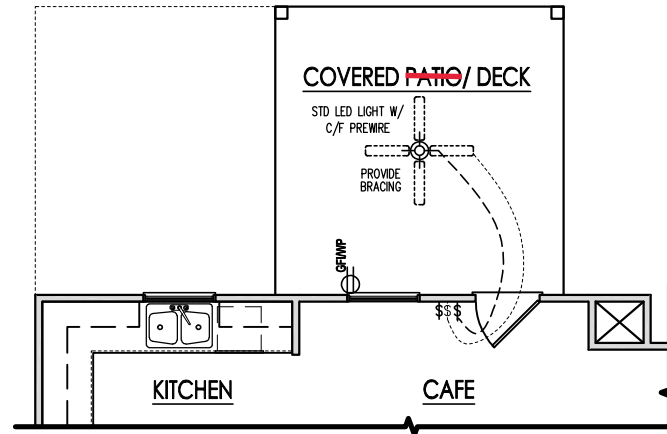 COVERED PATIO/ DECK
STD LED LIGHT W/
C/F PREWIRE
PROVIDE
BRACING
GFI/WP
$ $ $
KITCHEN
CAFE